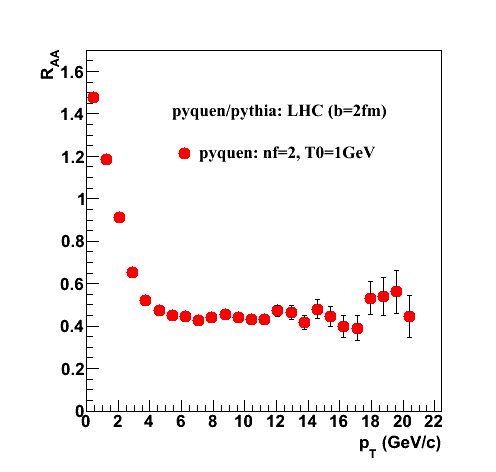 R_AA
1.6
pyquen/pythia: LHC (b=2fm)
1.4
pyquen: nf=2, T0=1GeV
1.2
1
0.8
0.6
0.4
0.2
0
0 2 4 6 8 10 12 14 16 18 20 22
p_T (GeV/c)